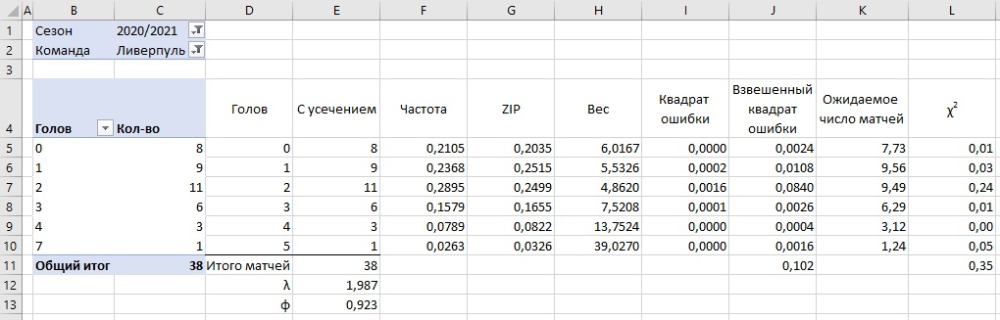 A B C D E F G H I J K L
1 Сезон 2020/2021
2 Команда Ливерпуль
3
4 Голов Кол-во Голов С усечением Частота ZIP Вес Квадрат ошибки Взвешенный квадрат ошибки Ожидаемое число матчей χ²
5 0 8 0 8 0,2105 0,2035 6,0167 0,0000 0,0024 7,73 0,01
6 1 9 1 9 0,2368 0,2515 5,5326 0,0002 0,0108 9,56 0,03
7 2 11 2 11 0,2895 0,2499 4,8620 0,0016 0,0840 9,49 0,24
8 3 6 3 6 0,1579 0,1655 7,5208 0,0001 0,0026 6,29 0,01
9 4 3 4 3 0,0789 0,0822 13,7524 0,0000 0,0004 3,12 0,00
10 7 1 5 1 0,0263 0,0326 39,0270 0,0000 0,0016 1,24 0,05
11 Общий итог 38 Итого матчей 38 0,102 0,35
12 λ 1,987
13 ф 0,923